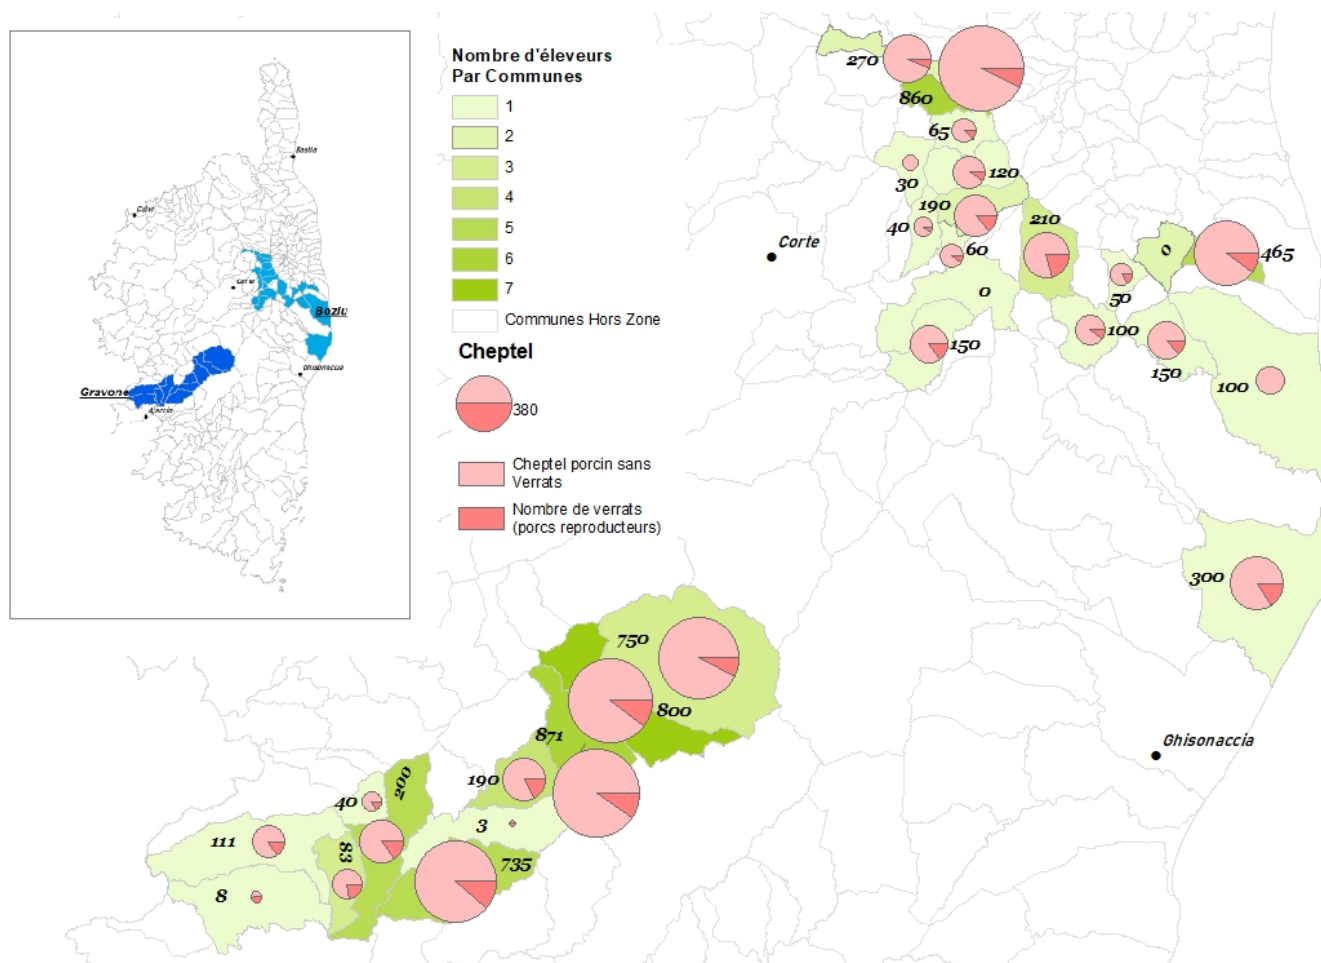 Bastia
Calvi
Corte
Boziu
Ghisonaccia
Gravone
Ajaccio
Nombre d'éleveurs
Par Communes
1
2
3
4
5
6
7
Communes Hors Zone
Cheptel
380
Cheptel porcin sans
Verrats
Nombre de verrats
(porcs reproducteurs)
270
860
65
30
120
190
40
60
210
0
465
50
0
100
150
150
100
Corte
300
Ghisonaccia
750
800
871
190
200
40
3
111
83
735
8